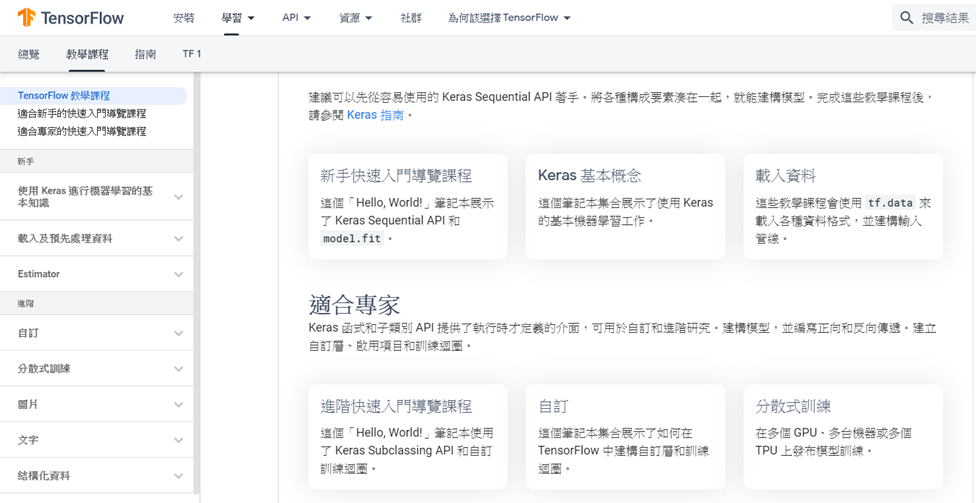 TensorFlow 安裝 學習 API 資源 社群 為何該選擇 TensorFlow 搜尋結果
總覽 教學課程 指南 TF 1
TensorFlow 教學課程
適合新手的快速入門導覽課程
適合專家的快速入門導覽課程
新手
使用 Keras 進行機器學習的基
本知識
載入及預先處理資料
Estimator
進階
自訂
分散式訓練
圖片
文字
結構化資料
建議可以先從容易使用的 Keras Sequential API 著手。將各種構成要素湊在一起，就能建構模型。完成這些教學課程後，
請參閱 Keras 指南。
新手快速入門導覽課程
這個「Hello, World!」筆記本展示
了 Keras Sequential API 和
model.fit。
Keras 基本概念
這個筆記本集合展示了使用 Keras
的基本機器學習工作。
載入資料
這些教學課程會使用 tf.data 來
載入各種資料格式，並建構輸入
管線。
適合專家
Keras 函式和子類別 API 提供了執行時才定義的介面，可用於自訂和進階研究。建構模型，並編寫正向和反向傳遞。建立
自訂層、啟用項目和訓練迴圈。
進階快速入門導覽課程
這個「Hello, World!」筆記本使用
了 Keras Subclassing API 和自訂
訓練迴圈。
自訂
這個筆記本集合展示了如何在
TensorFlow 中建構自訂層和訓練
迴圈。
分散式訓練
在多個 GPU、多台機器或多個
TPU 上發布模型訓練。